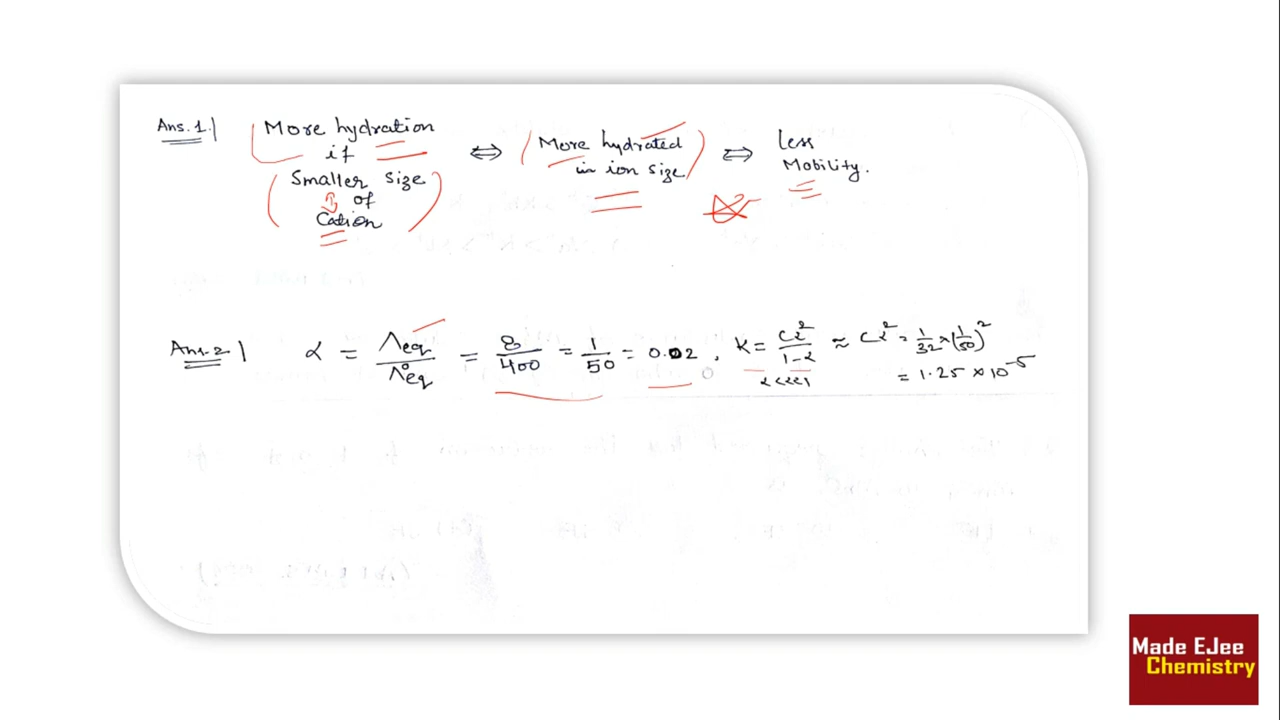 Ans. 1.|
More hydration
if
Smaller size
of
Cation
⇔
More hydrated
in ion size
⇔
less
Mobility.
Ans. 2| α = Λeq / Λ°eq = 8/400 = 1/50 = 0.02 , K = Cα²/1-α ≈ Cα² = 1/32 × (1/50)²
α<<<1 = 1.25 × 10⁻⁵
Made EJee
Chemistry